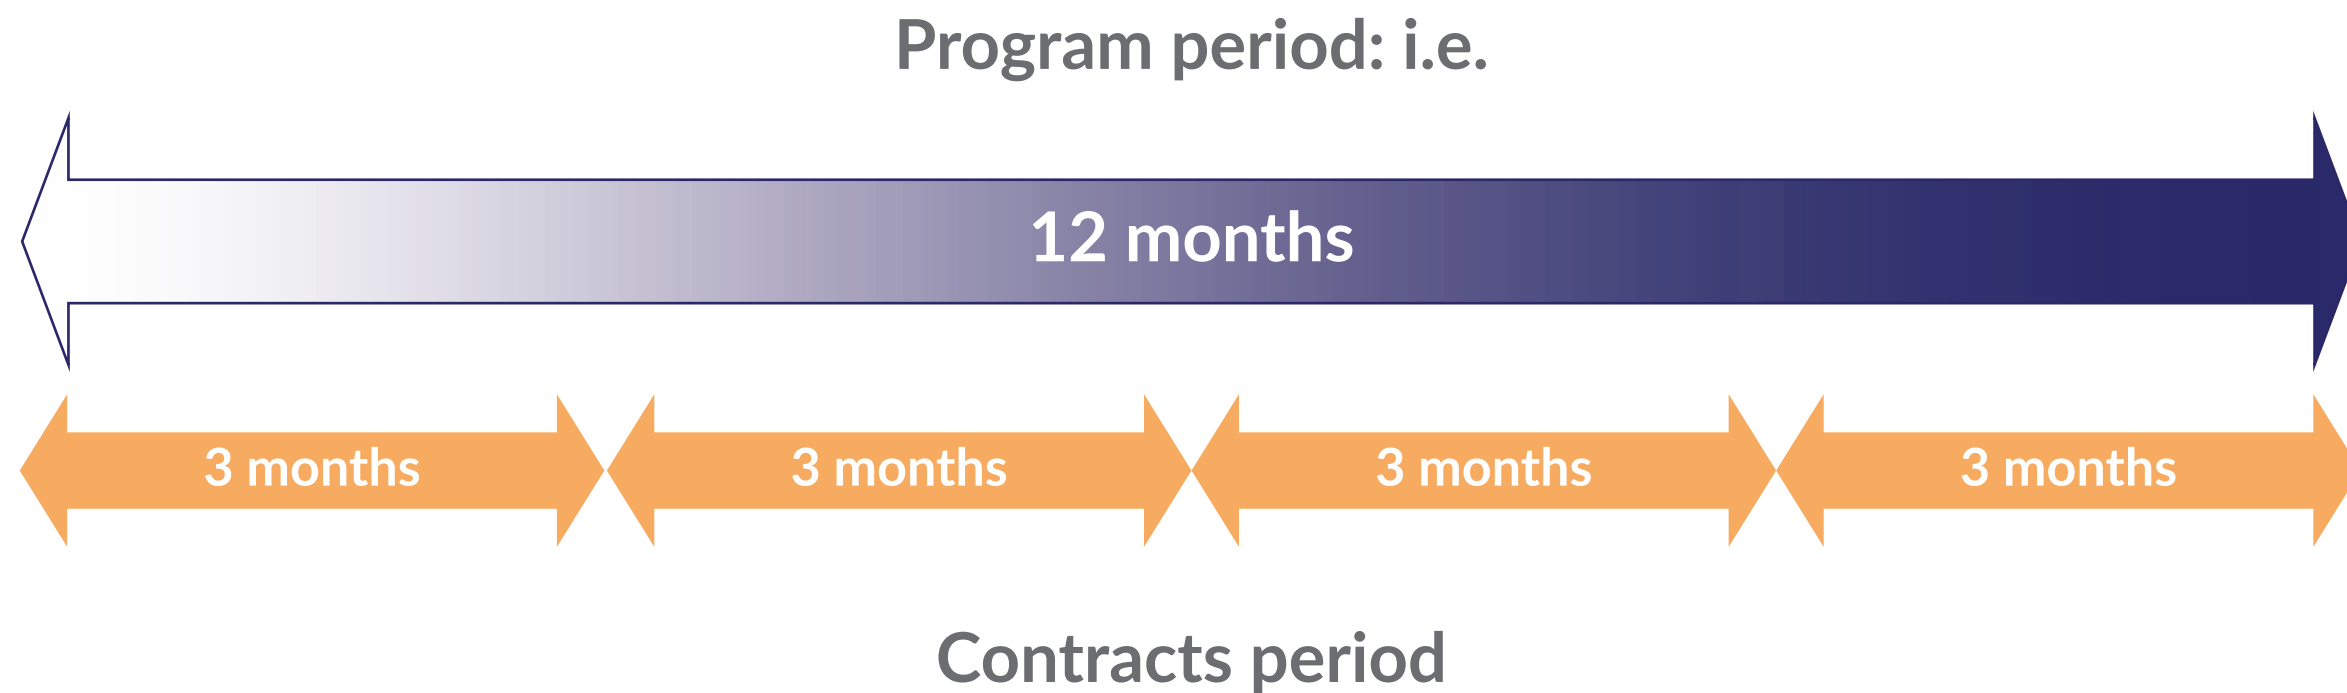 Program period: i.e.
12 months
3 months 3 months 3 months 3 months
Contracts period